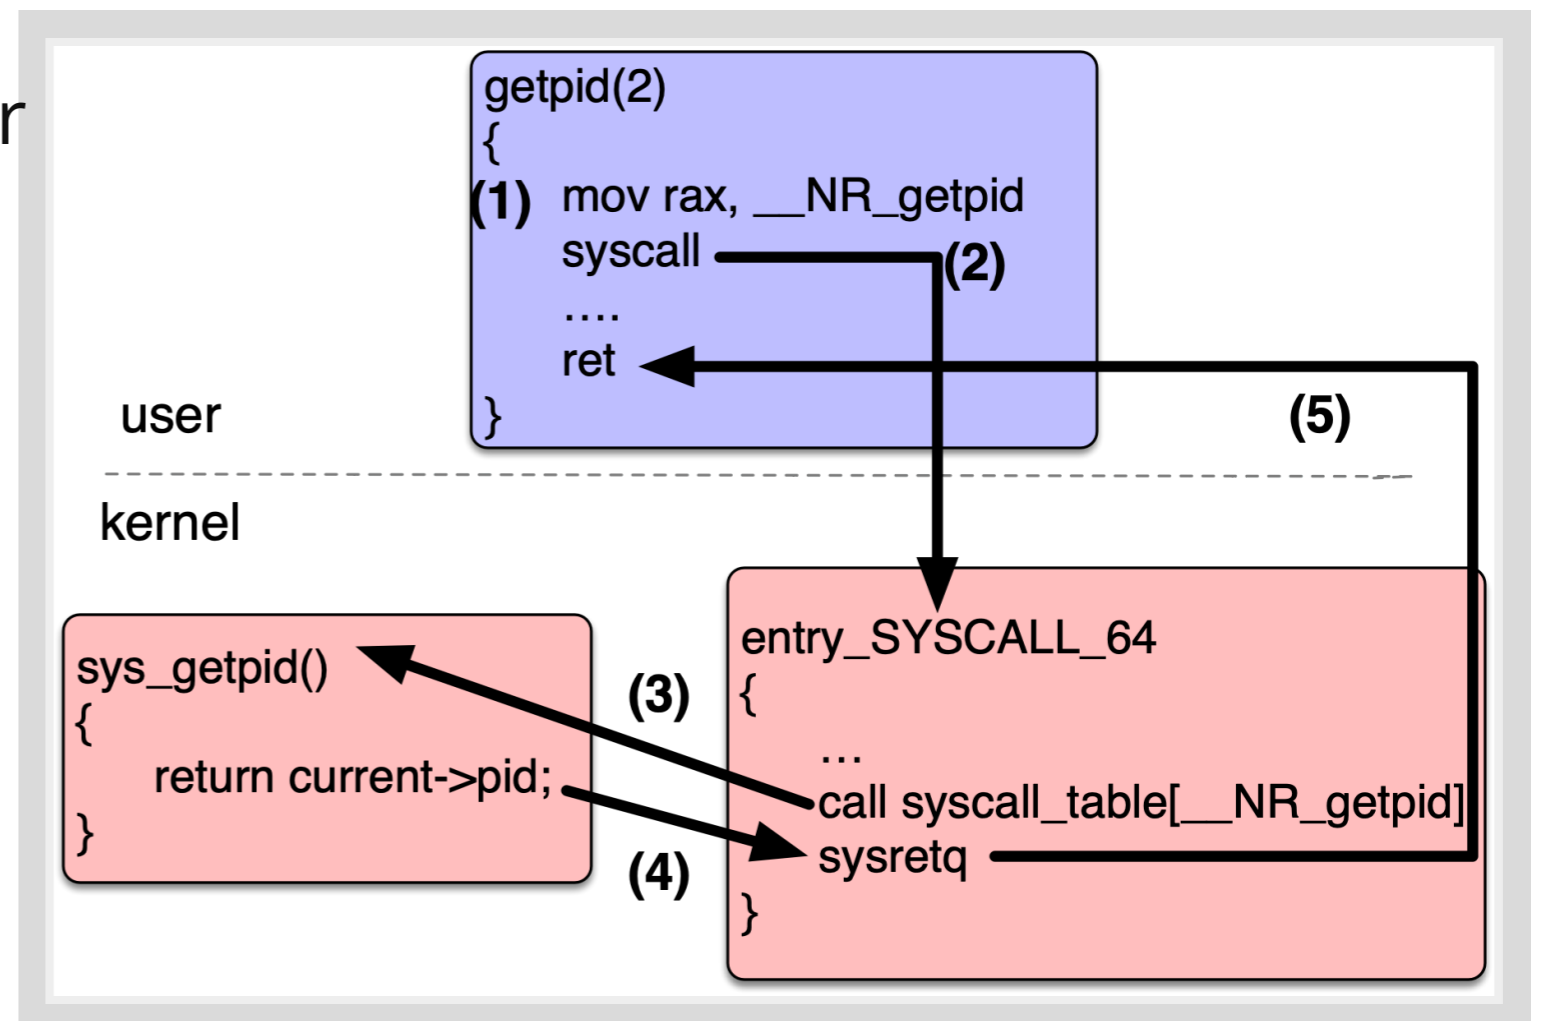 r
getpid(2)
{
(1) mov rax, __NR_getpid
syscall
(2)
....
ret
}
(5)
user
kernel
entry_SYSCALL_64
{
...
call syscall_table[__NR_getpid]
sysretq
}
(3)
(4)
sys_getpid()
{
return current->pid;
}